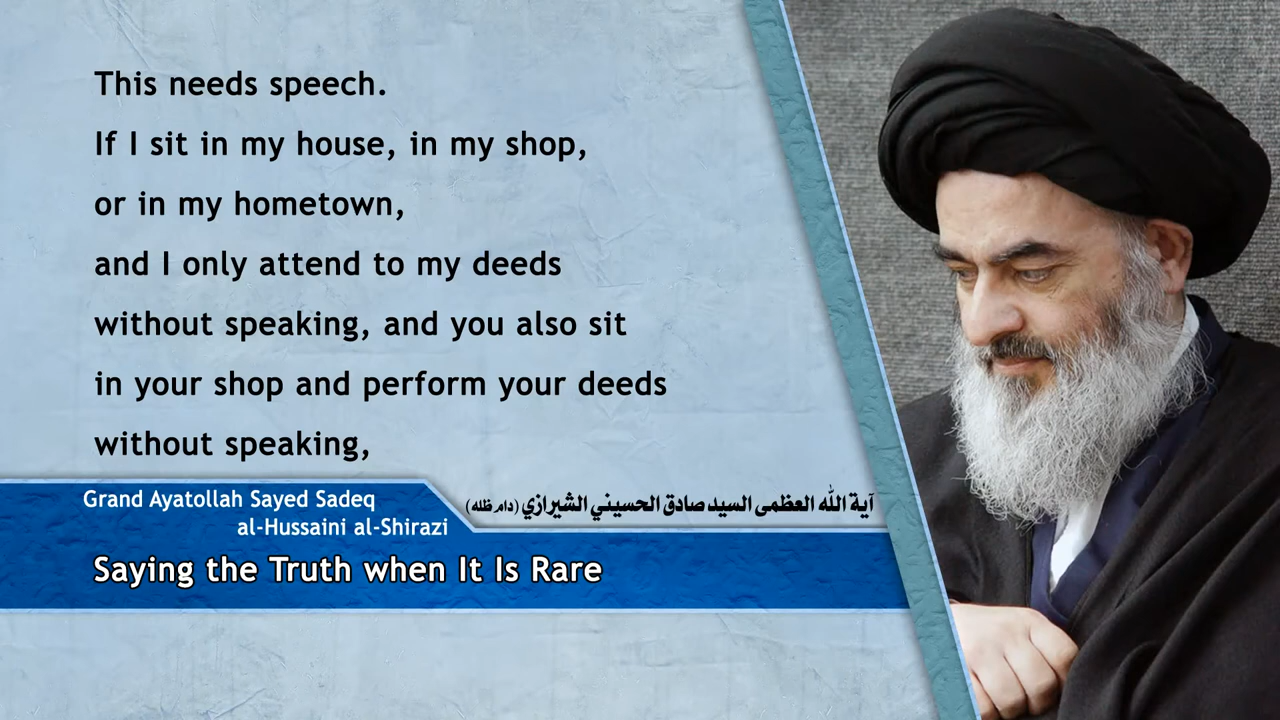 This needs speech.
If I sit in my house, in my shop,
or in my hometown,
and I only attend to my deeds
without speaking, and you also sit
in your shop and perform your deeds
without speaking,
Grand Ayatollah Sayed Sadeq
al-Hussaini al-Shirazi
آية الله العظمى السيد صادق الحسيني الشيرازي (دام ظله)
Saying the Truth when It Is Rare